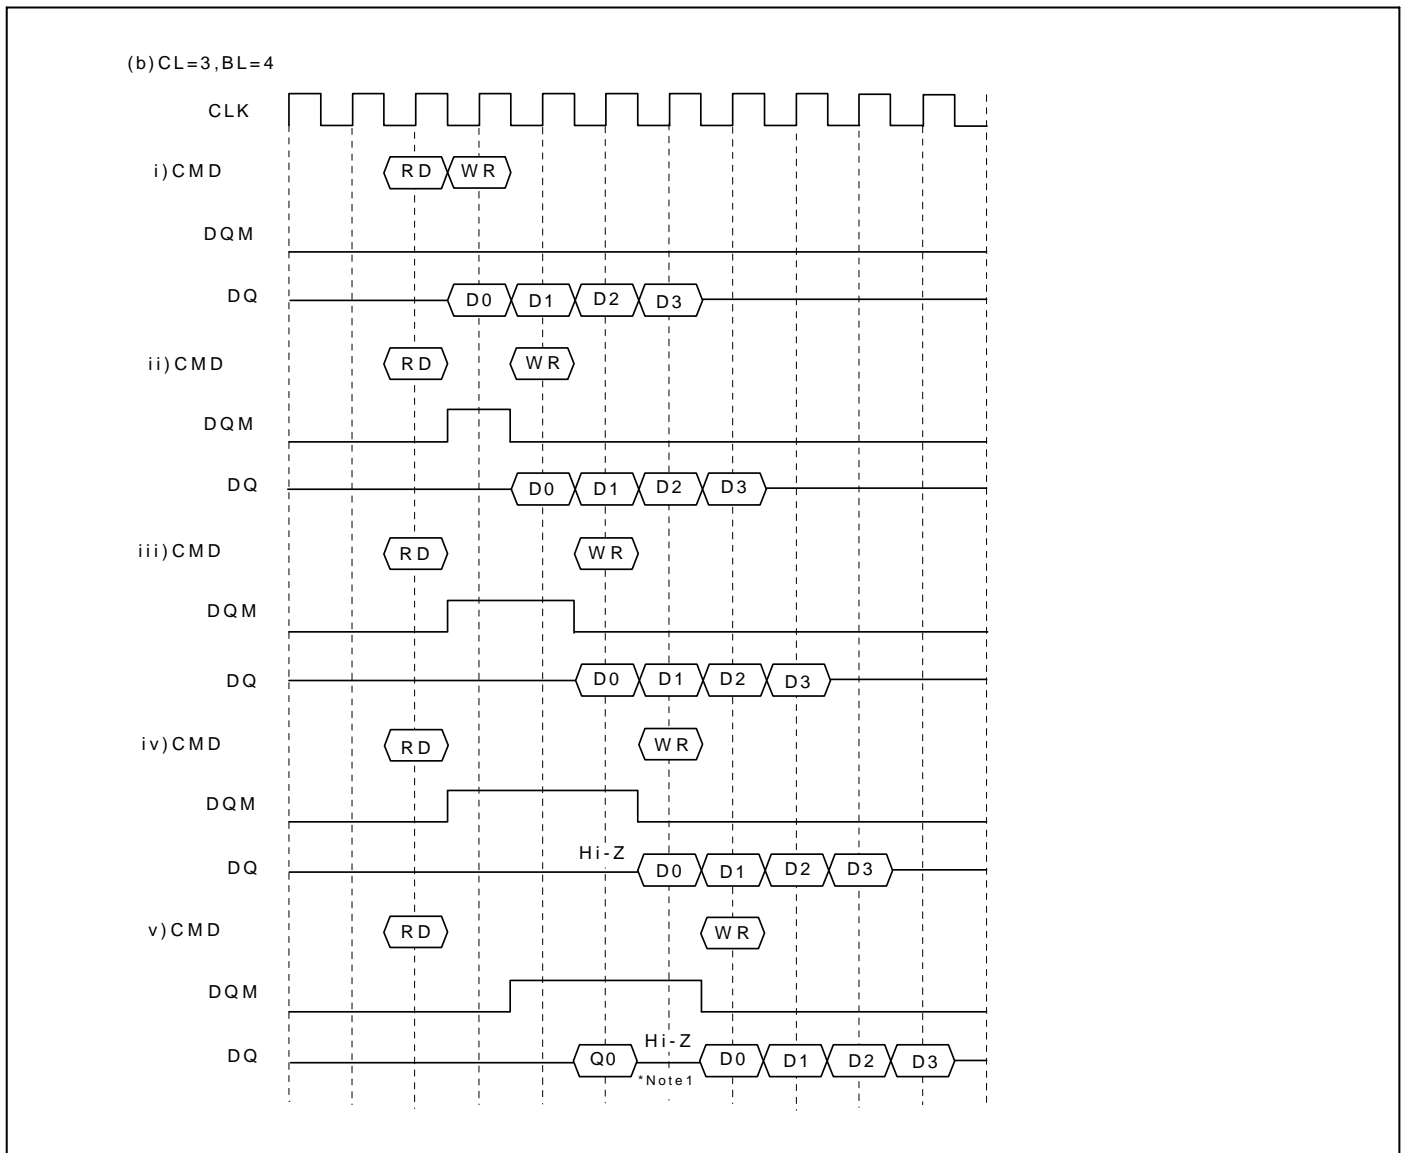 (b)CL=3,BL=4
CLK
i)CMD RD WR
DQM
DQ D0 D1 D2 D3
ii)CMD RD WR
DQM
DQ D0 D1 D2 D3
iii)CMD RD WR
DQM
DQ D0 D1 D2 D3
iv)CMD RD WR
DQM
Hi-Z
DQ D0 D1 D2 D3
v)CMD RD WR
DQM
Hi-Z
DQ Q0 D0 D1 D2 D3
*Note1